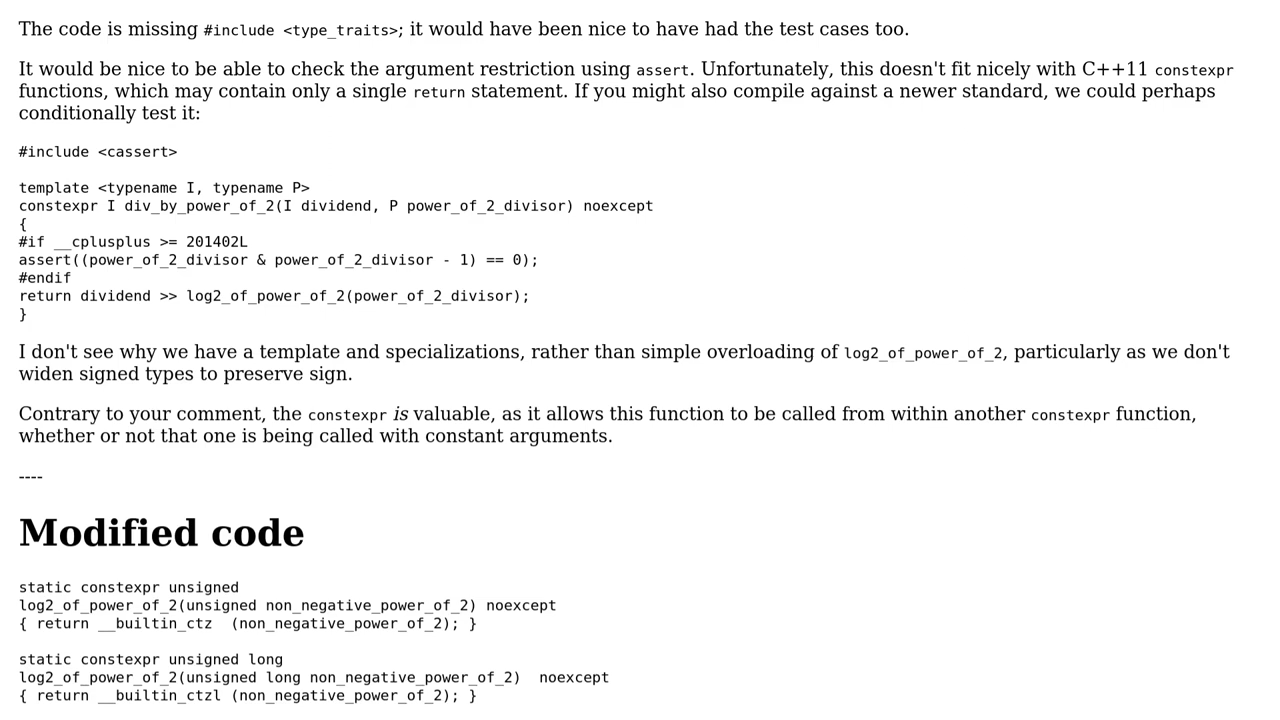 The code is missing #include <type_traits>; it would have been nice to have had the test cases too.
It would be nice to be able to check the argument restriction using assert. Unfortunately, this doesn't fit nicely with C++11 constexpr
functions, which may contain only a single return statement. If you might also compile against a newer standard, we could perhaps
conditionally test it:
#include <cassert>
template <typename I, typename P>
constexpr I div_by_power_of_2(I dividend, P power_of_2_divisor) noexcept
{
#if __cplusplus >= 201402L
assert((power_of_2_divisor & power_of_2_divisor - 1) == 0);
#endif
return dividend >> log2_of_power_of_2(power_of_2_divisor);
}
I don't see why we have a template and specializations, rather than simple overloading of log2_of_power_of_2, particularly as we don't
widen signed types to preserve sign.
Contrary to your comment, the constexpr is valuable, as it allows this function to be called from within another constexpr function,
whether or not that one is being called with constant arguments.
----
Modified code
static constexpr unsigned
log2_of_power_of_2(unsigned non_negative_power_of_2) noexcept
{ return __builtin_ctz  (non_negative_power_of_2); }
static constexpr unsigned long
log2_of_power_of_2(unsigned long non_negative_power_of_2)  noexcept
{ return __builtin_ctzl (non_negative_power_of_2); }